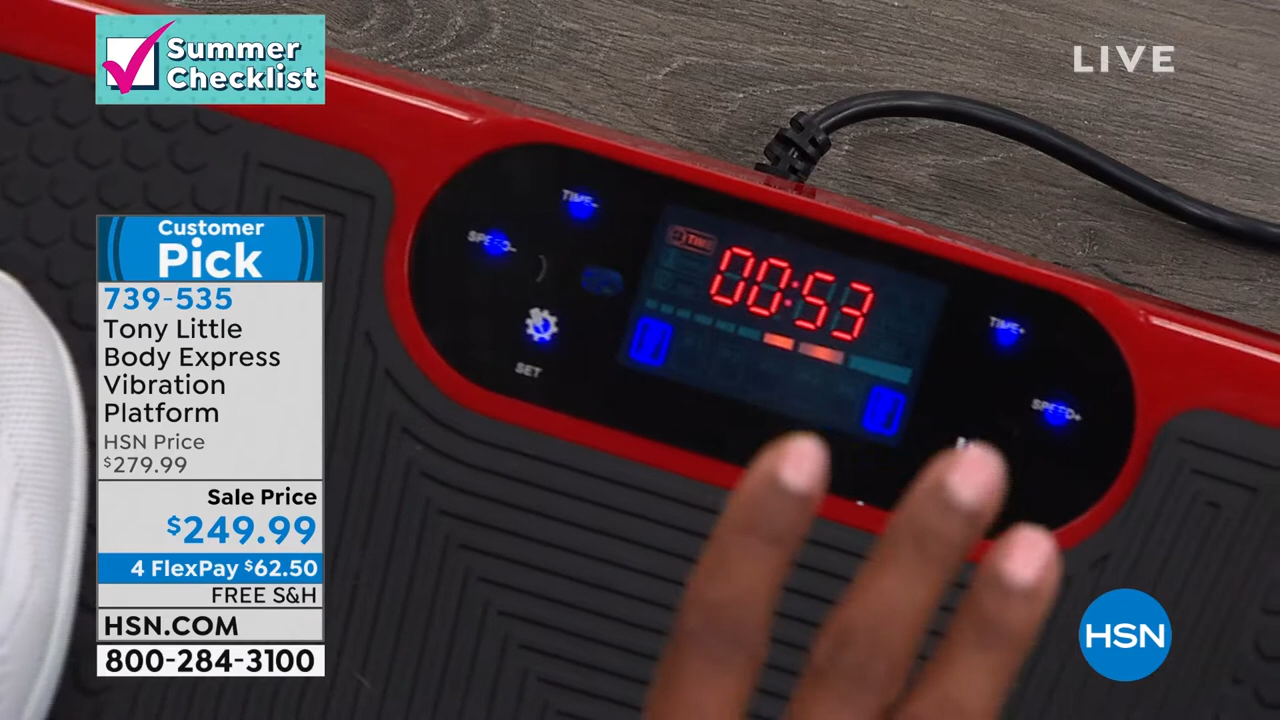 Summer
Checklist
LIVE
Customer
Pick
739-535
Tony Little
Body Express
Vibration
Platform
HSN Price
$279.99
Sale Price
$249.99
4 FlexPay $62.50
FREE S&H
HSN.COM
800-284-3100
TIME-
SPEED-
SET
TIME
00:53
TIME+
SPEED+
HSN